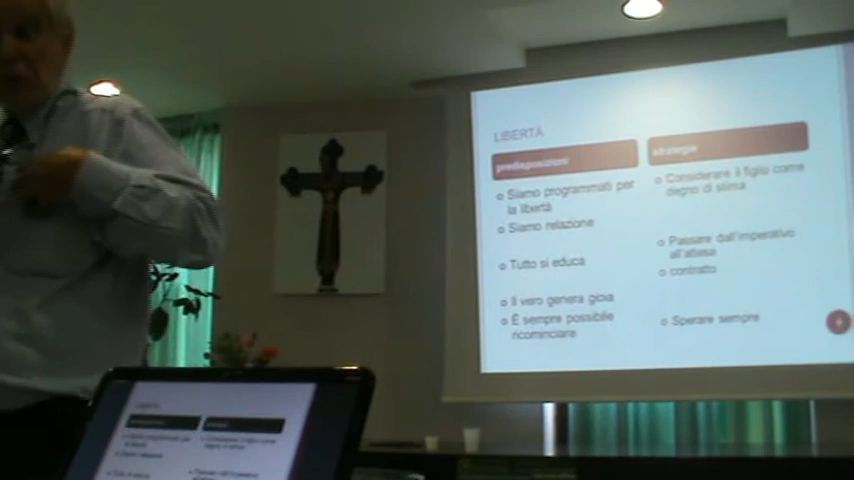 LIBERTÀ
predisposizioni
Siamo programmati per
la libertà
Siamo relazione
Tutto si educa
Il vero genera gioia
È sempre possibile
ricominciare
strategie
Considerare il figlio come
degno di stima
Passare dall'imperativo
all'attesa
contratto
Sperare sempre